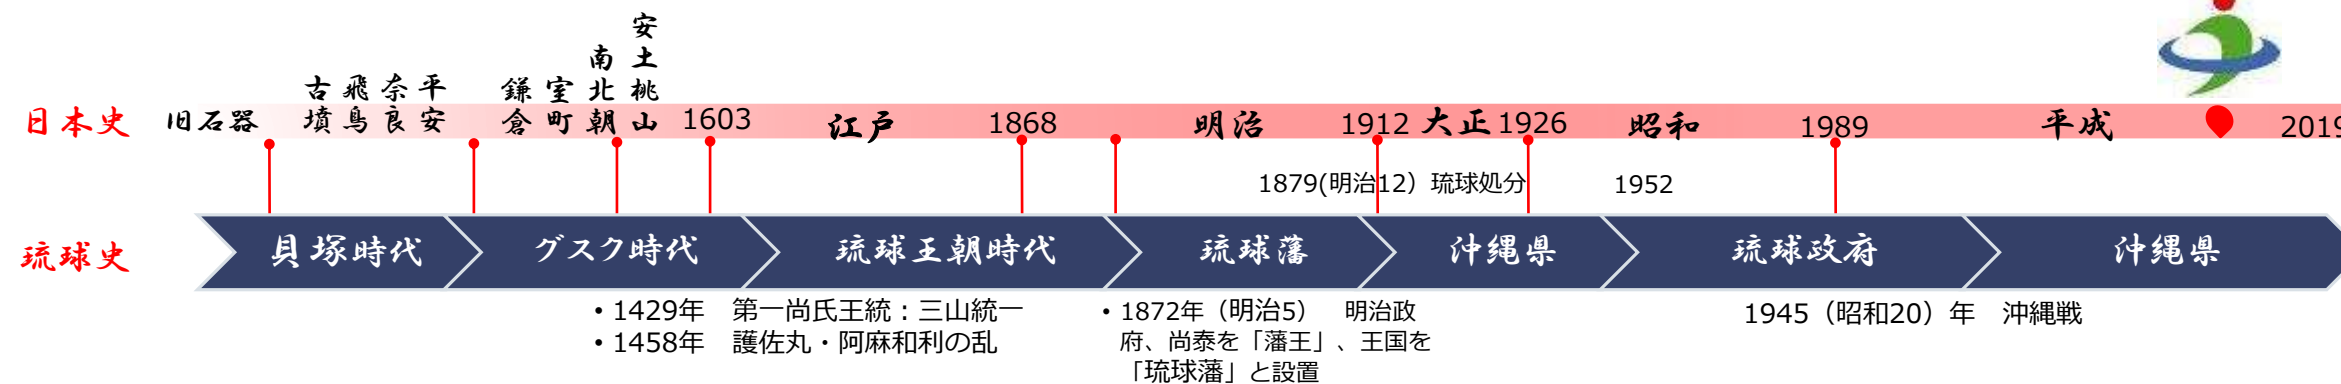 日本史 旧石器 古墳 飛鳥 奈良 平安 鎌倉 室町 南北朝 安土桃山 1603 江戸 1868 明治 1912 大正 1926 昭和 1989 平成 2019
1879(明治12）琉球処分 1952
琉球史 貝塚時代 グスク時代 琉球王朝時代 琉球藩 沖縄県 琉球政府 沖縄県
・1429年　第一尚氏王統：三山統一
・1458年　護佐丸・阿麻和利の乱
・1872年（明治5）　明治政
府、尚泰を「藩王」、王国を
「琉球藩」と設置
1945（昭和20）年　沖縄戦